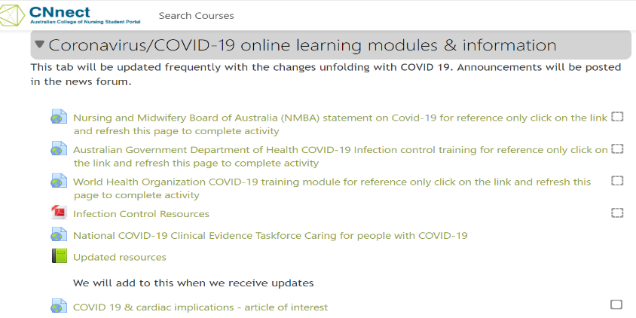 CNnect
Australian College of Nursing Student Portal
Search Courses
Coronavirus/COVID-19 online learning modules & information
This tab will be updated frequently with the changes unfolding with COVID 19. Announcements will be posted
in the news forum.
Nursing and Midwifery Board of Australia (NMBA) statement on Covid-19 for reference only click on the link
and refresh this page to complete activity
Australian Government Department of Health COVID-19 Infection control training for reference only click on
the link and refresh this page to complete activity
World Health Organization COVID-19 training module for reference only click on the link and refresh this
page to complete activity
Infection Control Resources
National COVID-19 Clinical Evidence Taskforce Caring for people with COVID-19
Updated resources
We will add to this when we receive updates
COVID 19 & cardiac implications - article of interest